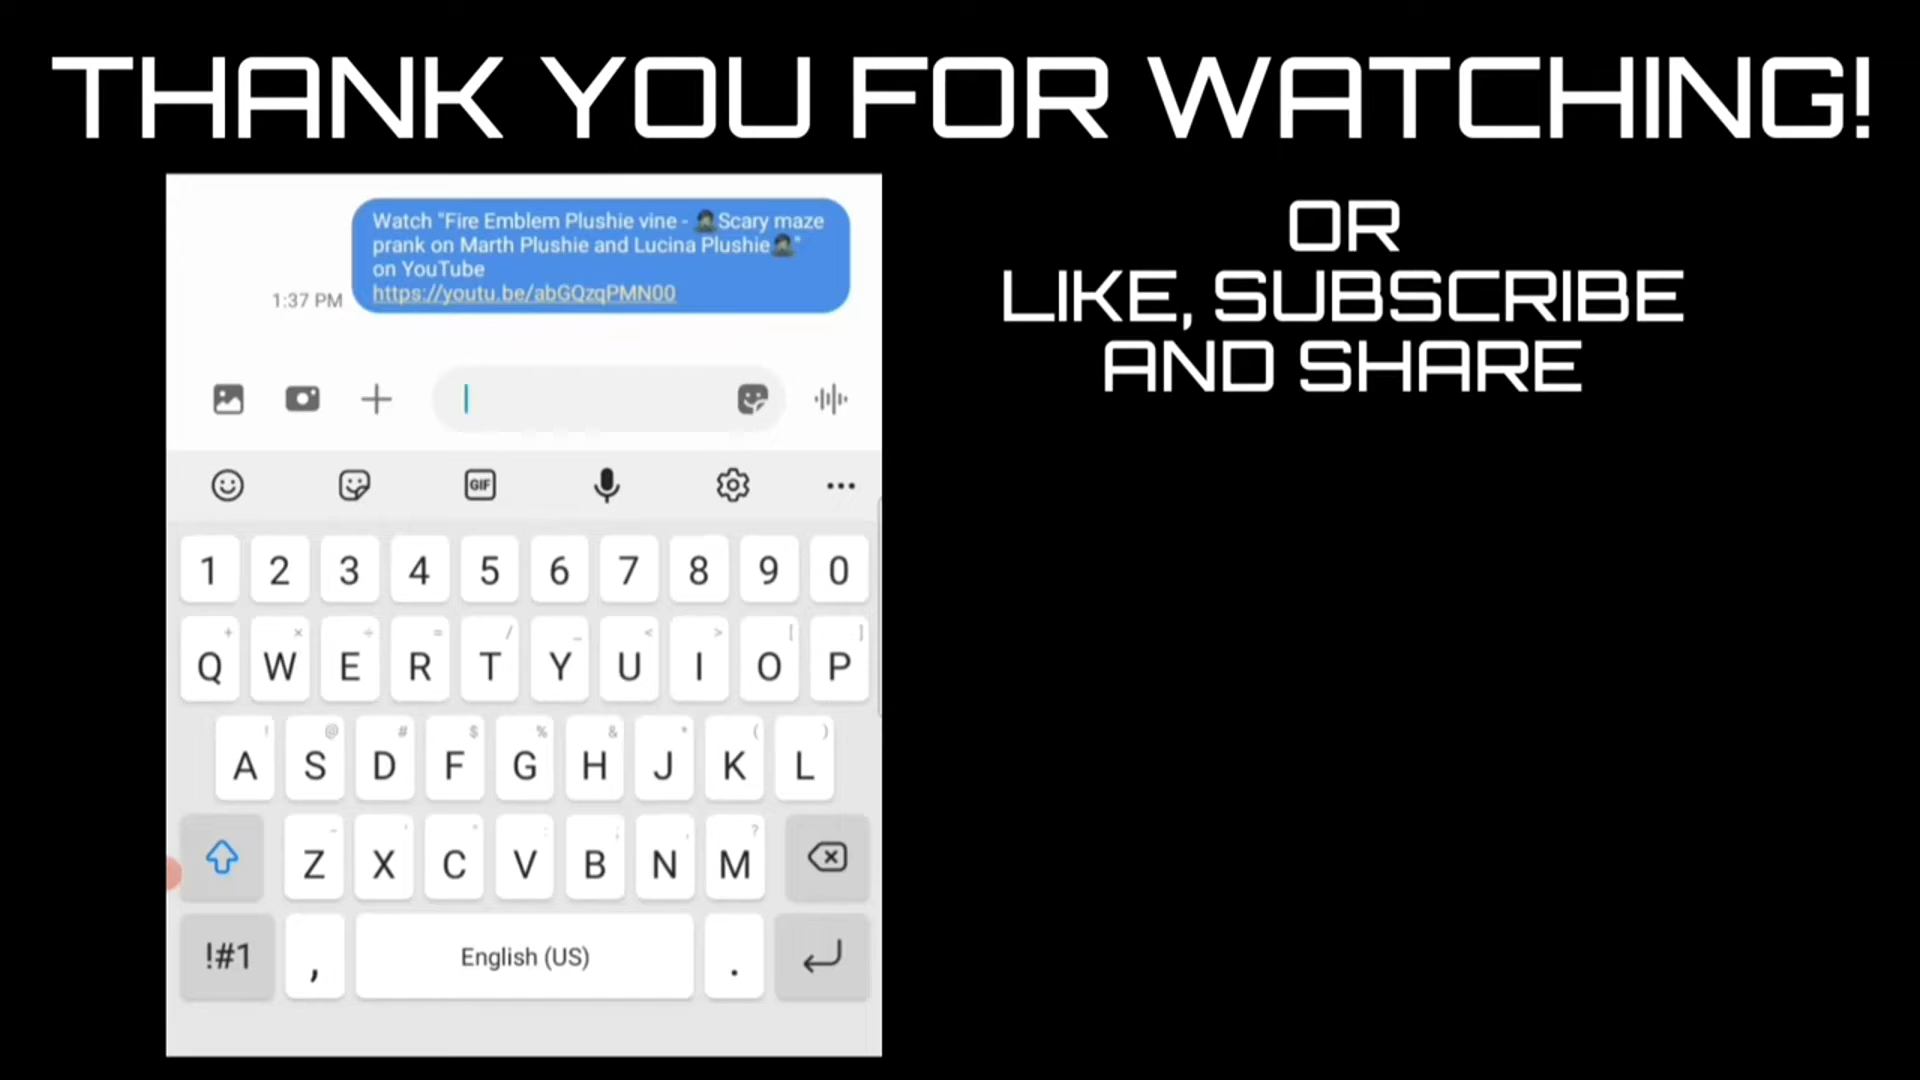 THANK YOU FOR WATCHING!
OR
LIKE, SUBSCRIBE
AND SHARE
Watch "Fire Emblem Plushie vine - Scary maze
prank on Marth Plushie and Lucina Plushie"
on YouTube
https://youtu.be/abGQzqPMN00
1:37 PM
GIF
1 2 3 4 5 6 7 8 9 0
+ × ÷ = / _ < > [ ]
Q W E R T Y U I O P
! @ # $ % & * ( )
A S D F G H J K L
Z X C V B N M
?
!#1 , English (US) .